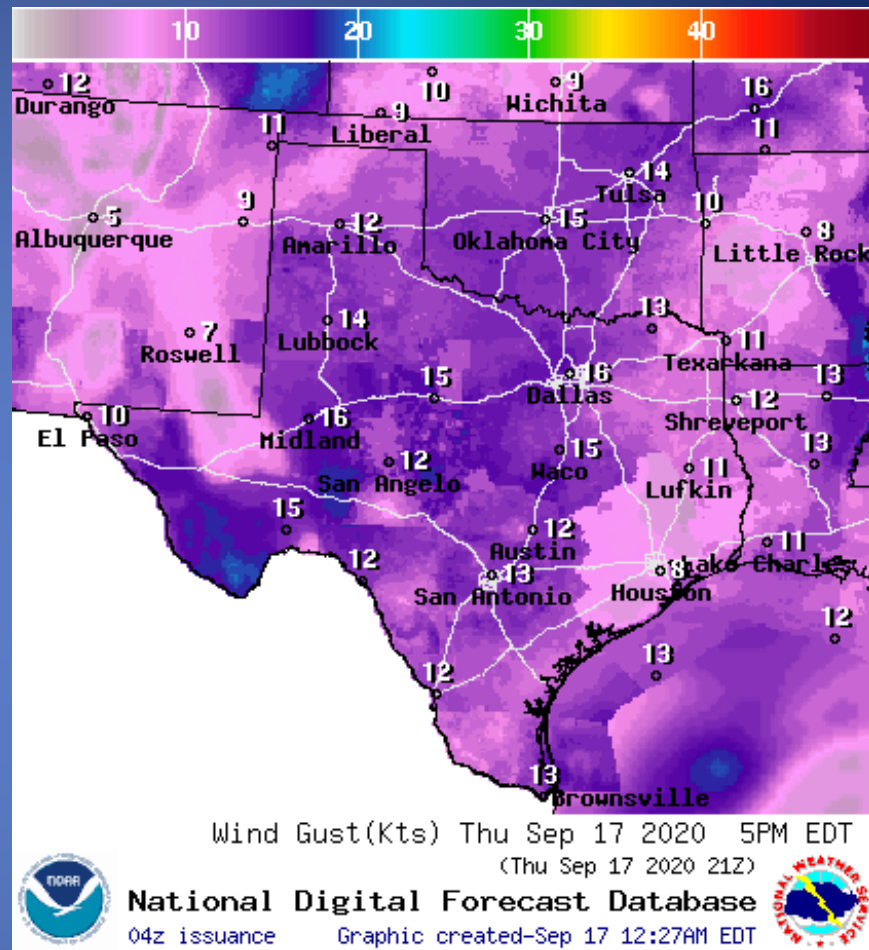 10 20 30 40
12
Durango
9
Liberal
10
9
Wichita
16
11
11
14
Tulsa
5
Albuquerque
9
12
Amarillo
15
Oklahoma City
10
8
Little Rock
7
Roswell
14
Lubbock
13
11
Texarkana
16
Dallas
15
12
Shreveport
13
10
El Paso
16
Midland
12
San Angelo
15
Waco
11
Lufkin
13
15
12
Austin
11
Lake Charle
12
13
San Antonio
8
Houston
12
13
12
13
Brownsville
Wind Gust(Kts) Thu Sep 17 2020 5PM EDT
(Thu Sep 17 2020 21Z)
NOAA
National Digital Forecast Database
04z issuance Graphic created-Sep 17 12:27AM EDT
NATIONAL WEATHER SERVICE